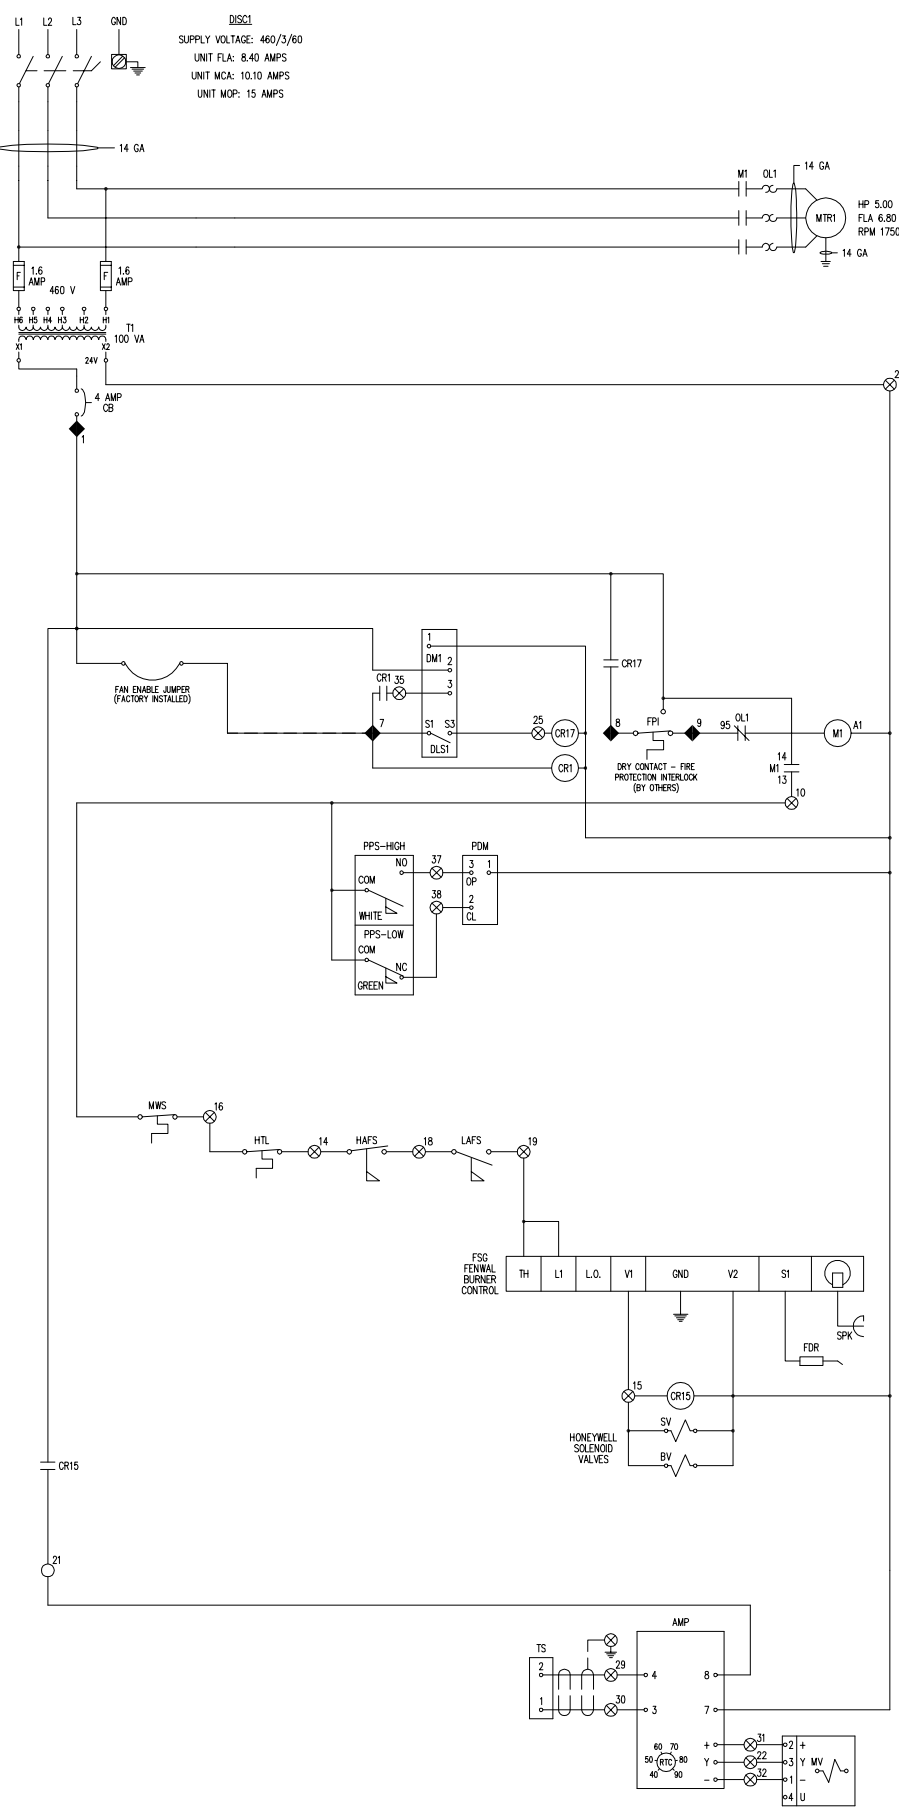 L1 L2 L3 GND
DISC1
SUPPLY VOLTAGE: 460/3/60
UNIT FLA: 8.40 AMPS
UNIT MCA: 10.10 AMPS
UNIT MOP: 15 AMPS
14 GA
14 GA
M1 OL1
MTR1
HP 5.00
FLA 6.80
RPM 1750
14 GA
F 1.6 AMP
F 1.6 AMP
460 V
H6 H5 H4 H3 H2 H1
T1
100 VA
X1 X2
24V
2
4 AMP
CB
1
1
DM1
2
CR1 35
3
CR17
FAN ENABLE JUMPER
(FACTORY INSTALLED)
7
S1 S3
DLS1
25
CR17
CR1
8
FPI
9
95
OL1
M1
A1
DRY CONTACT - FIRE
PROTECTION INTERLOCK
(BY OTHERS)
14
M1
13
10
PPS-HIGH
NO
COM
WHITE
PPS-LOW
COM
NC
GREEN
37
38
PDM
3 1
OP
2
CL
MWS
16
HTL
14
HAFS
18
LAFS
19
FSG
FENWAL
BURNER
CONTROL
TH L1 L.O. V1 GND V2 S1
SPK
FDR
15
CR15
SV
HONEYWELL
SOLENOID
VALVES
BV
CR15
21
AMP
TS
2
29
4
8
1
30
3
7
60 70
50 RTC 80
40 90
+ 31 2 +
Y 22 3 Y MV
- 32 1 -
4 U